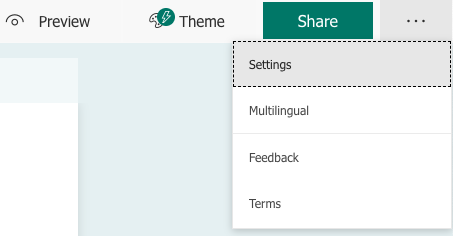 Preview
Theme
Share
...
Settings
Multilingual
Feedback
Terms